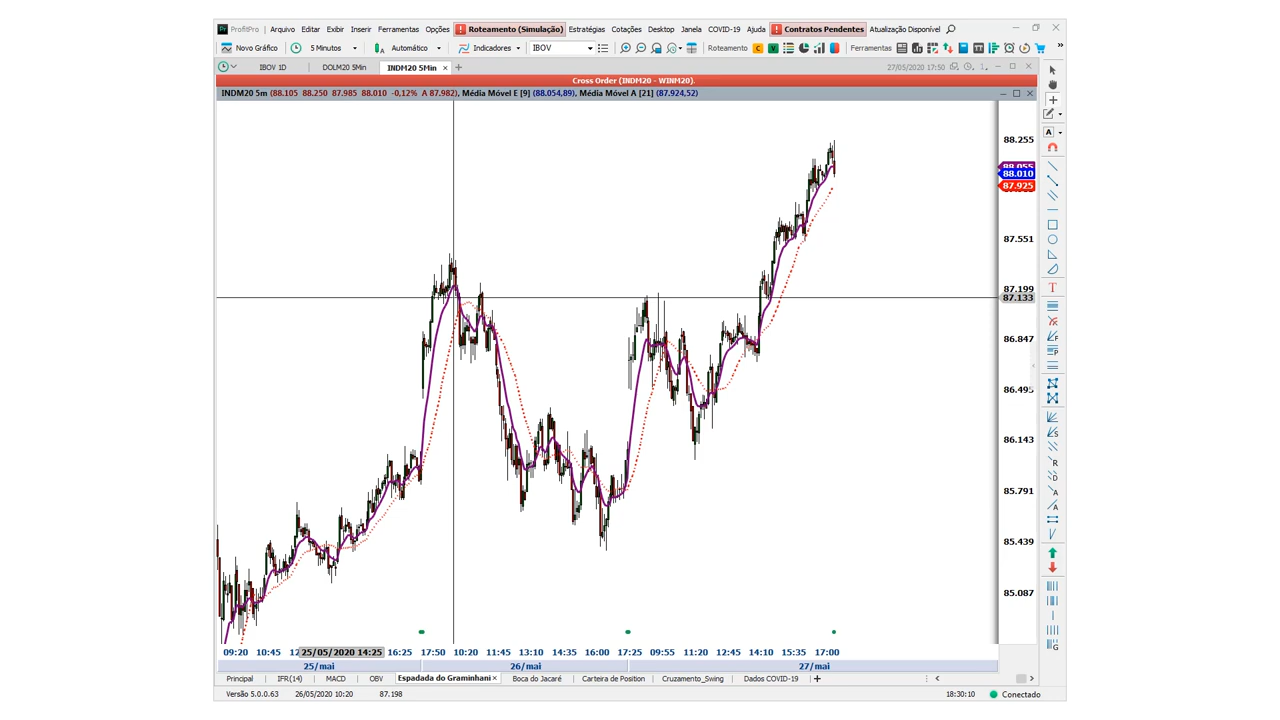 ProfitPro Arquivo Editar Exibir Inserir Ferramentas Opções Roteamento (Simulação) Estratégias Cotações Desktop Janela COVID-19 Ajuda Contratos Pendentes Atualização Disponível
Novo Gráfico 5 Minutos Automático Indicadores IBOV Roteamento Ferramentas
IBOV 1D DOLM20 5Min INDM20 5Min 27/05/2020 17:50
Cross Order (INDM20 - WINM20).
INDM20 5m (88.105 88.250 87.985 88.010 -0,12% A 87.982), Média Móvel E [9] (88.054,89), Média Móvel A [21] (87.924,52)
88.255
88.055
88.010
87.925
87.551
87.199
87.133
86.847
86.495
86.143
85.791
85.439
85.087
09:20 10:45 25/05/2020 14:25 16:25 17:50 10:20 11:45 13:10 14:35 16:00 17:25 09:55 11:20 12:45 14:10 15:35 17:00
25/mai 26/mai 27/mai
Principal IFR(14) MACD OBV Espadada do Graminhani Boca do Jacaré Carteira de Position Cruzamento_Swing Dados COVID-19
Versão 5.0.0.63 26/05/2020 10:20 87.198 18:30:10 Conectado